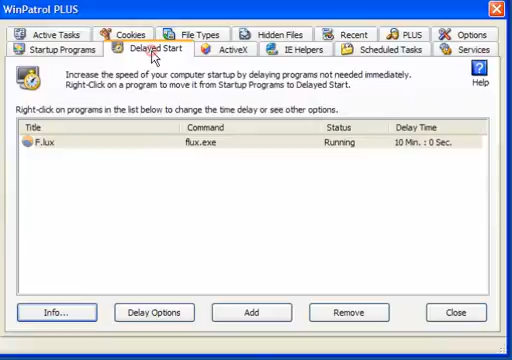 WinPatrol PLUS
Active Tasks Cookies File Types Hidden Files Recent PLUS Options
Startup Programs Delayed Start ActiveX IE Helpers Scheduled Tasks Services
Increase the speed of your computer startup by delaying programs not needed immediately.
Right-Click on a program to move it from Startup Programs to Delayed Start.
Help
Right-click on programs in the list below to change the time delay or see other options.
Title Command Status Delay Time
F.lux flux.exe Running 10 Min. : 0 Sec.
Info... Delay Options Add Remove Close